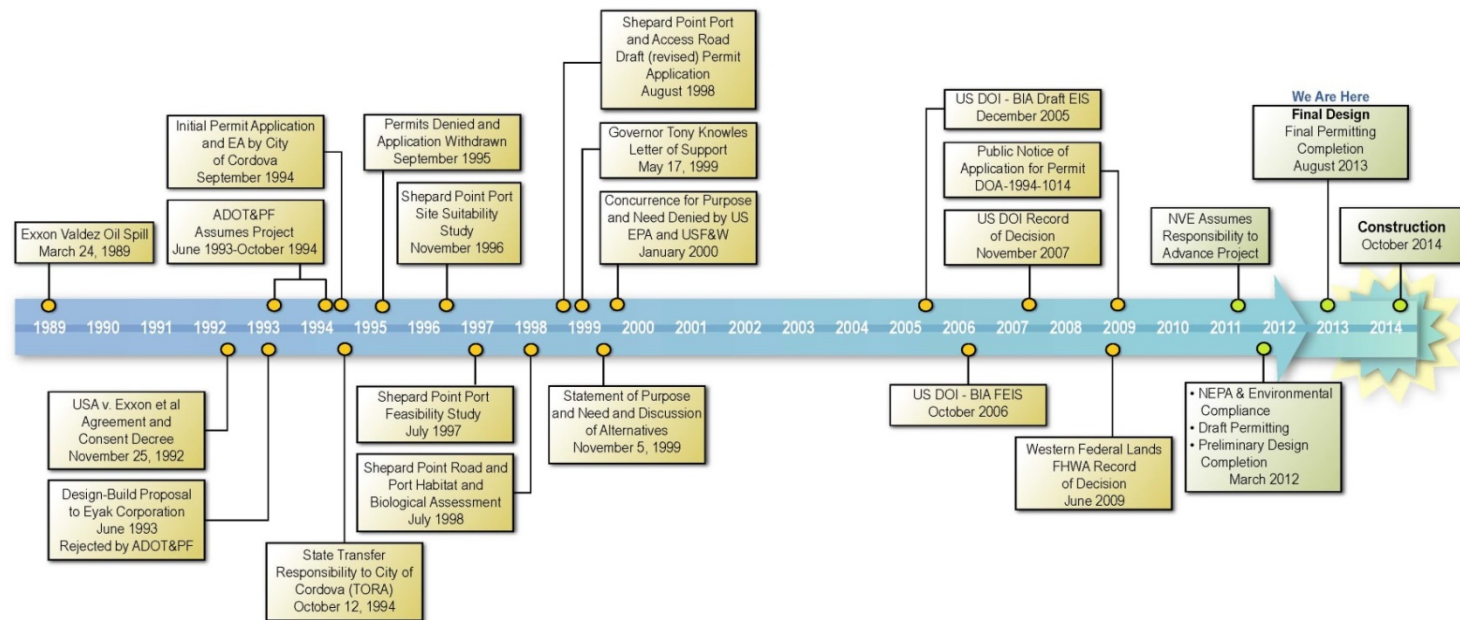 Shepard Point Port
and Access Road
Draft (revised) Permit
Application
August 1998
Initial Permit Application
and EA by City
of Cordova
September 1994
Permits Denied and
Application Withdrawn
September 1995
Governor Tony Knowles
Letter of Support
May 17, 1999
US DOI - BIA Draft EIS
December 2005
We Are Here
Final Design
Final Permitting
Completion
August 2013
Public Notice of
Application for Permit
DOA-1994-1014
Exxon Valdez Oil Spill
March 24, 1989
ADOT&PF
Assumes Project
June 1993-October 1994
Shepard Point Port
Site Suitability
Study
November 1996
Concurrence for Purpose
and Need Denied by US
EPA and USF&W
January 2000
US DOI Record
of Decision
November 2007
NVE Assumes
Responsibility to
Advance Project
Construction
October 2014
1989 1990 1991 1992 1993 1994 1995 1996 1997 1998 1999 2000 2001 2002 2003 2004 2005 2006 2007 2008 2009 2010 2011 2012 2013 2014
USA v. Exxon et al
Agreement and
Consent Decree
November 25, 1992
Design-Build Proposal
to Eyak Corporation
June 1993
Rejected by ADOT&PF
State Transfer
Responsibility to City of
Cordova (TORA)
October 12, 1994
Shepard Point Port
Feasibility Study
July 1997
Shepard Point Road and
Port Habitat and
Biological Assessment
July 1998
Statement of Purpose
and Need and Discussion
of Alternatives
November 5, 1999
US DOI - BIA FEIS
October 2006
Western Federal Lands
FHWA Record
of Decision
June 2009
• NEPA & Environmental
Compliance
• Draft Permitting
• Preliminary Design
Completion
March 2012